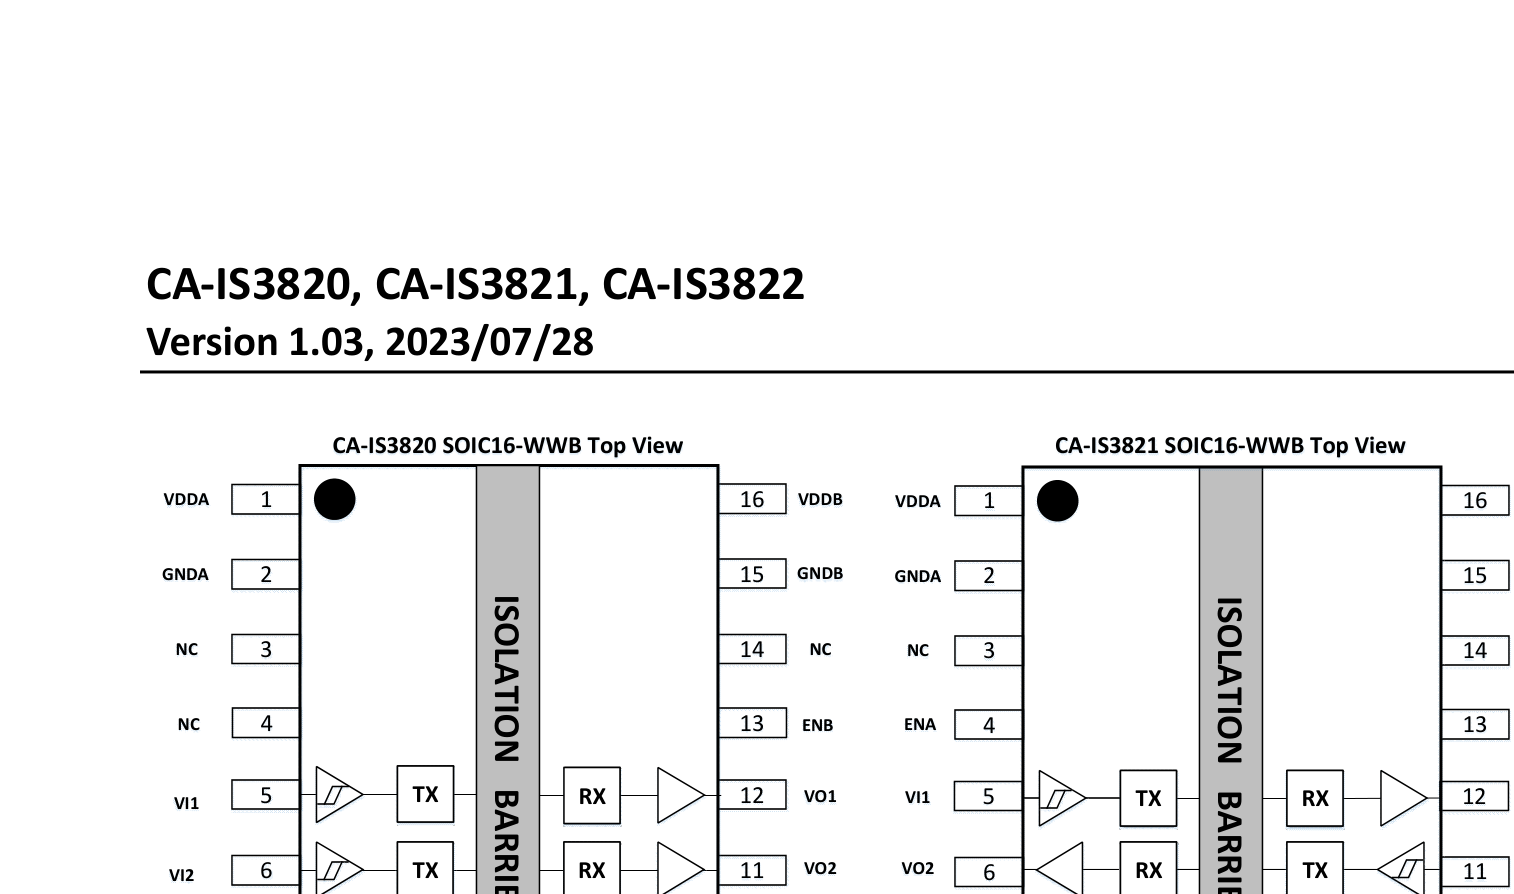 CA-IS3820, CA-IS3821, CA-IS3822
Version 1.03, 2023/07/28
CA-IS3820 SOIC16-WWB Top View
VDDA 1 16 VDDB
GNDA 2 15 GNDB
NC 3 14 NC
NC 4 13 ENB
VI1 5 TX RX 12 VO1
VI2 6 TX RX 11 VO2
ISOLATION BARRIE
CA-IS3821 SOIC16-WWB Top View
VDDA 1 16
GNDA 2 15
NC 3 14
ENA 4 13
VI1 5 TX RX 12
VO2 6 RX TX 11
ISOLATION BARRIE